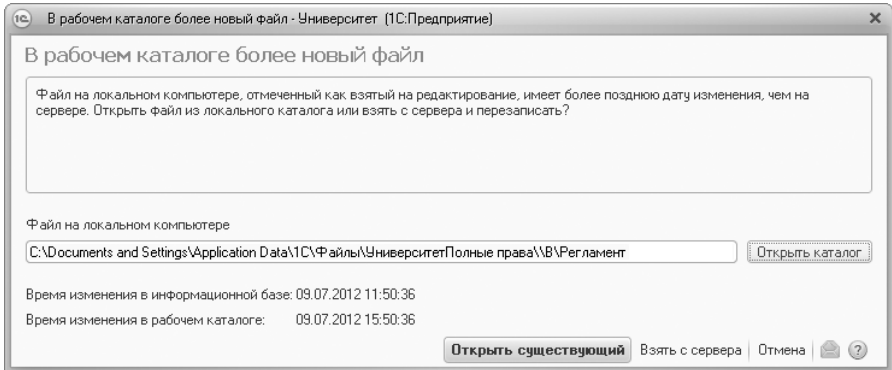 1С В рабочем каталоге более новый файл - Университет (1С:Предприятие)
В рабочем каталоге более новый файл
Файл на локальном компьютере, отмеченный как взятый на редактирование, имеет более позднюю дату изменения, чем на
сервере. Открыть файл из локального каталога или взять с сервера и перезаписать?
Файл на локальном компьютере
C:\Documents and Settings\Application Data\1C\Файлы\УниверситетПолные права\\B\Регламент
Открыть каталог
Время изменения в информационной базе: 09.07.2012 11:50:36
Время изменения в рабочем каталоге: 09.07.2012 15:50:36
Открыть существующий Взять с сервера Отмена ?